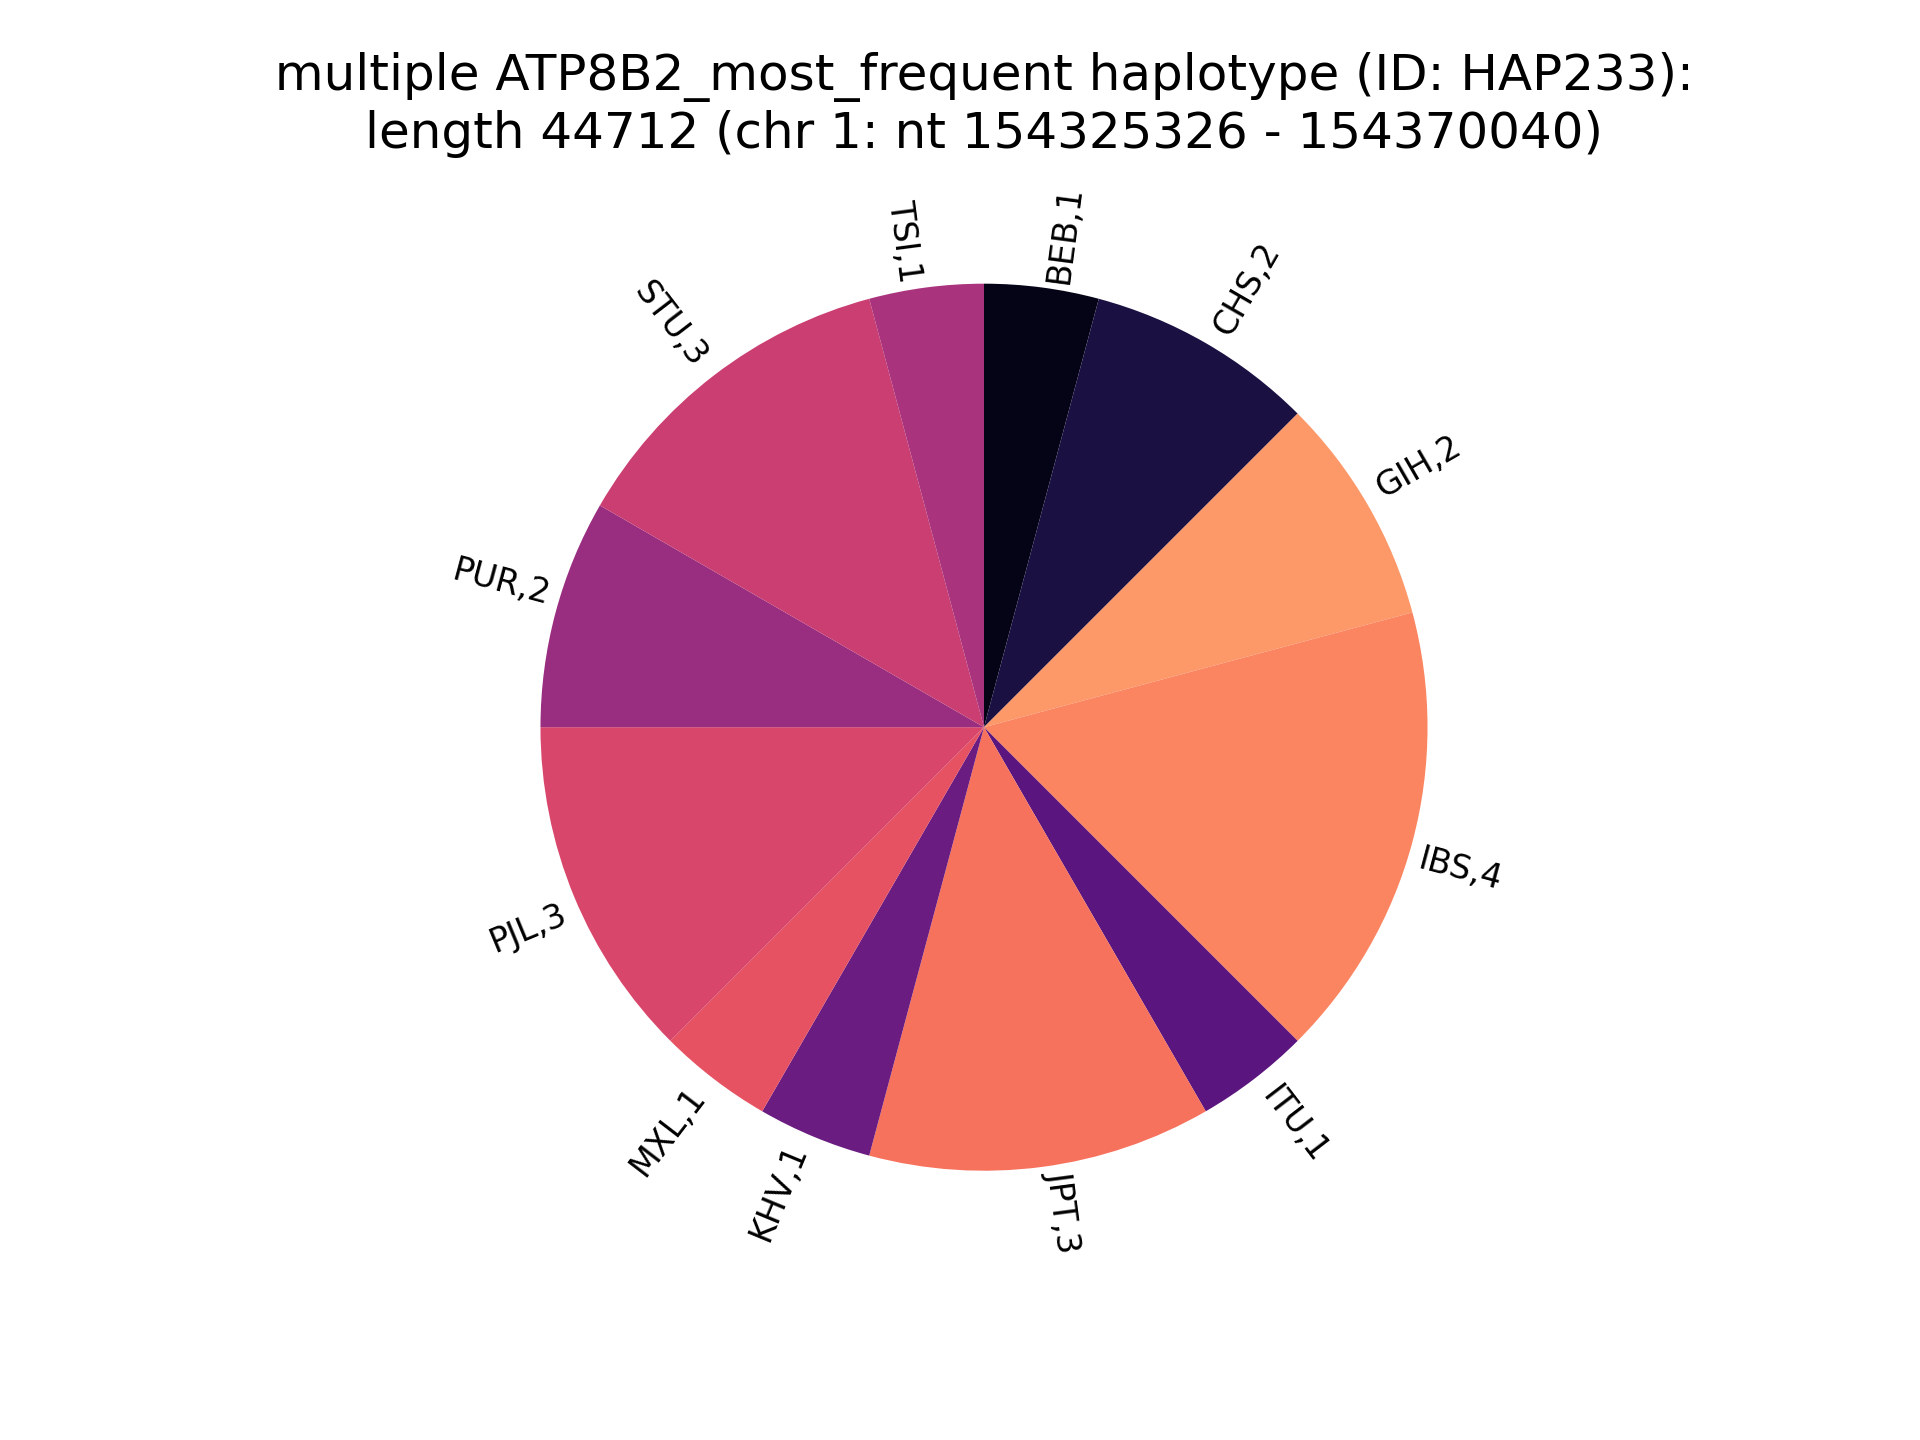 multiple ATP8B2_most_frequent haplotype (ID: HAP233):
length 44712 (chr 1: nt 154325326 - 154370040)
BEB,1
CHS,2
GIH,2
IBS,4
ITU,1
JPT,3
KHV,1
MXL,1
PJL,3
PUR,2
STU,3
TSI,1